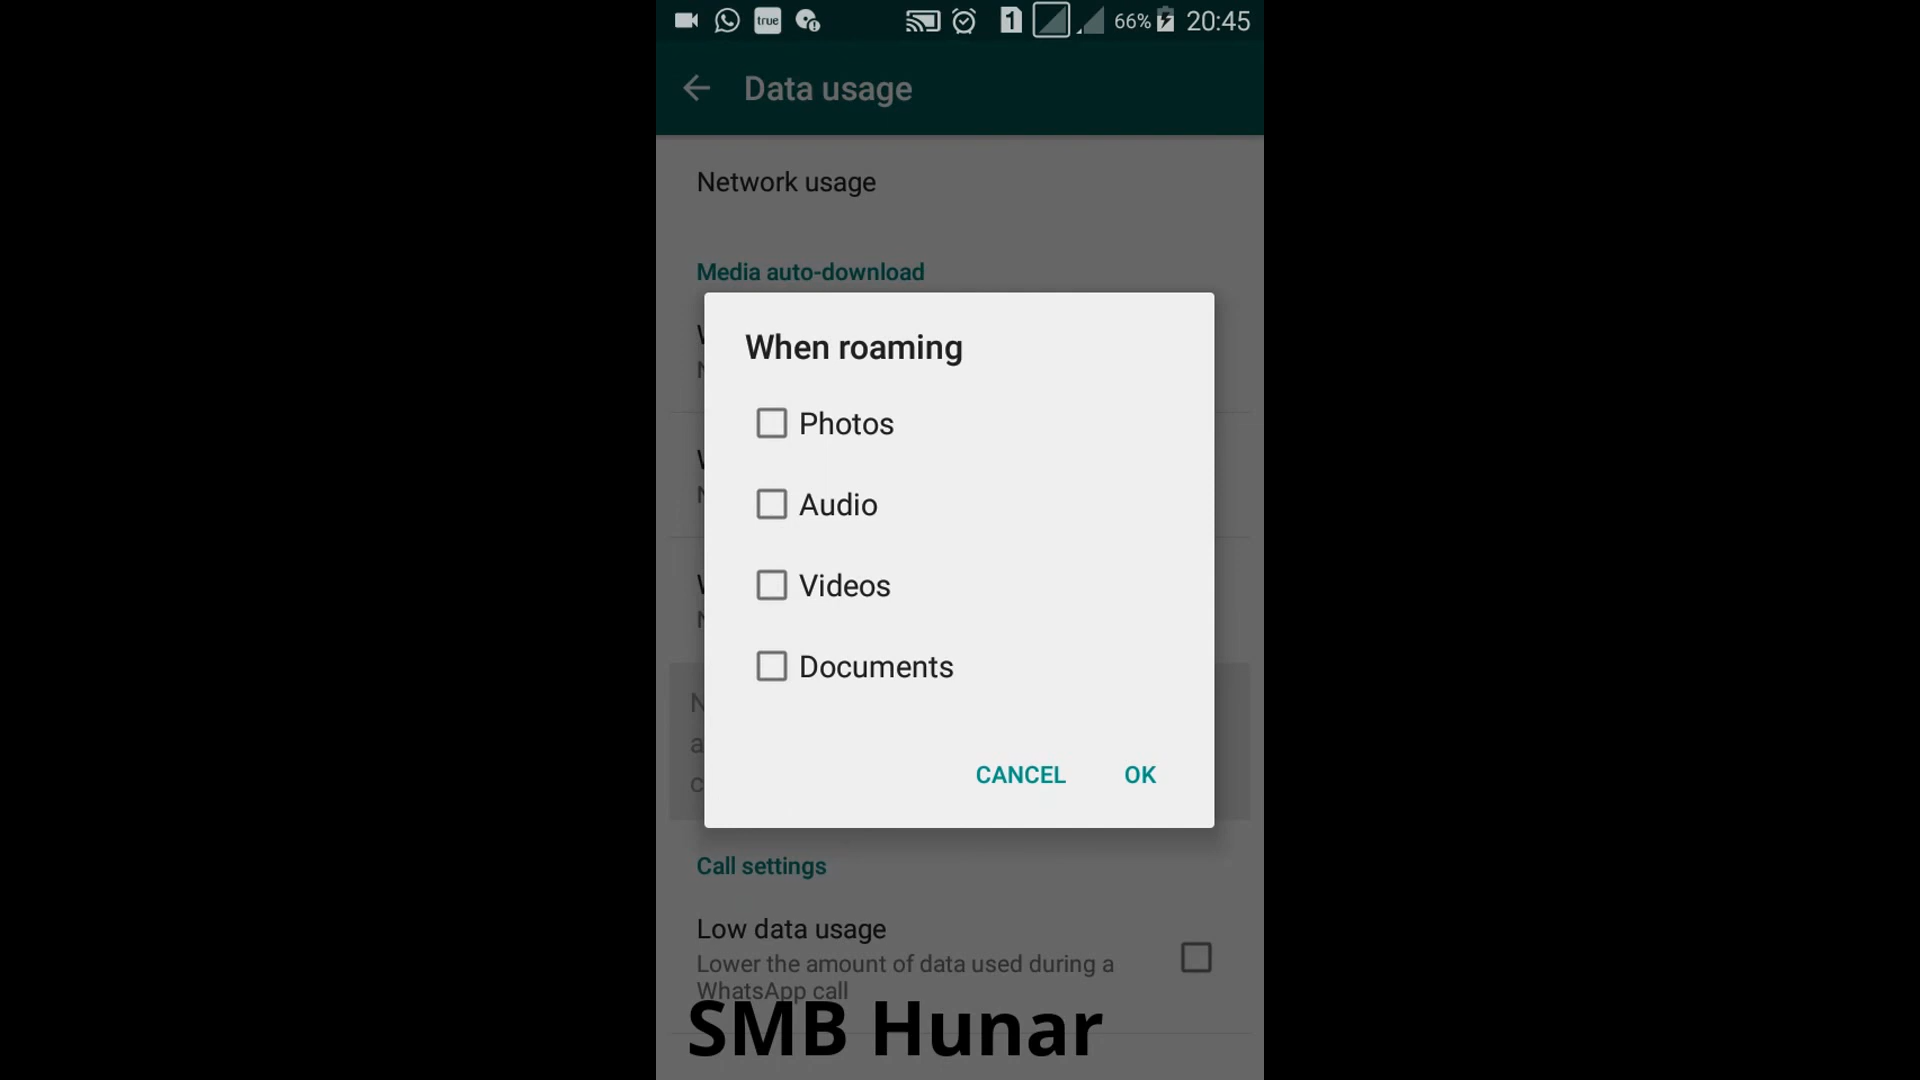 true 1 66% 20:45
Data usage
Network usage
Media auto-download
When roaming
Photos
Audio
Videos
Documents
CANCEL OK
Call settings
Low data usage
Lower the amount of data used during a
WhatsApp call
SMB Hunar